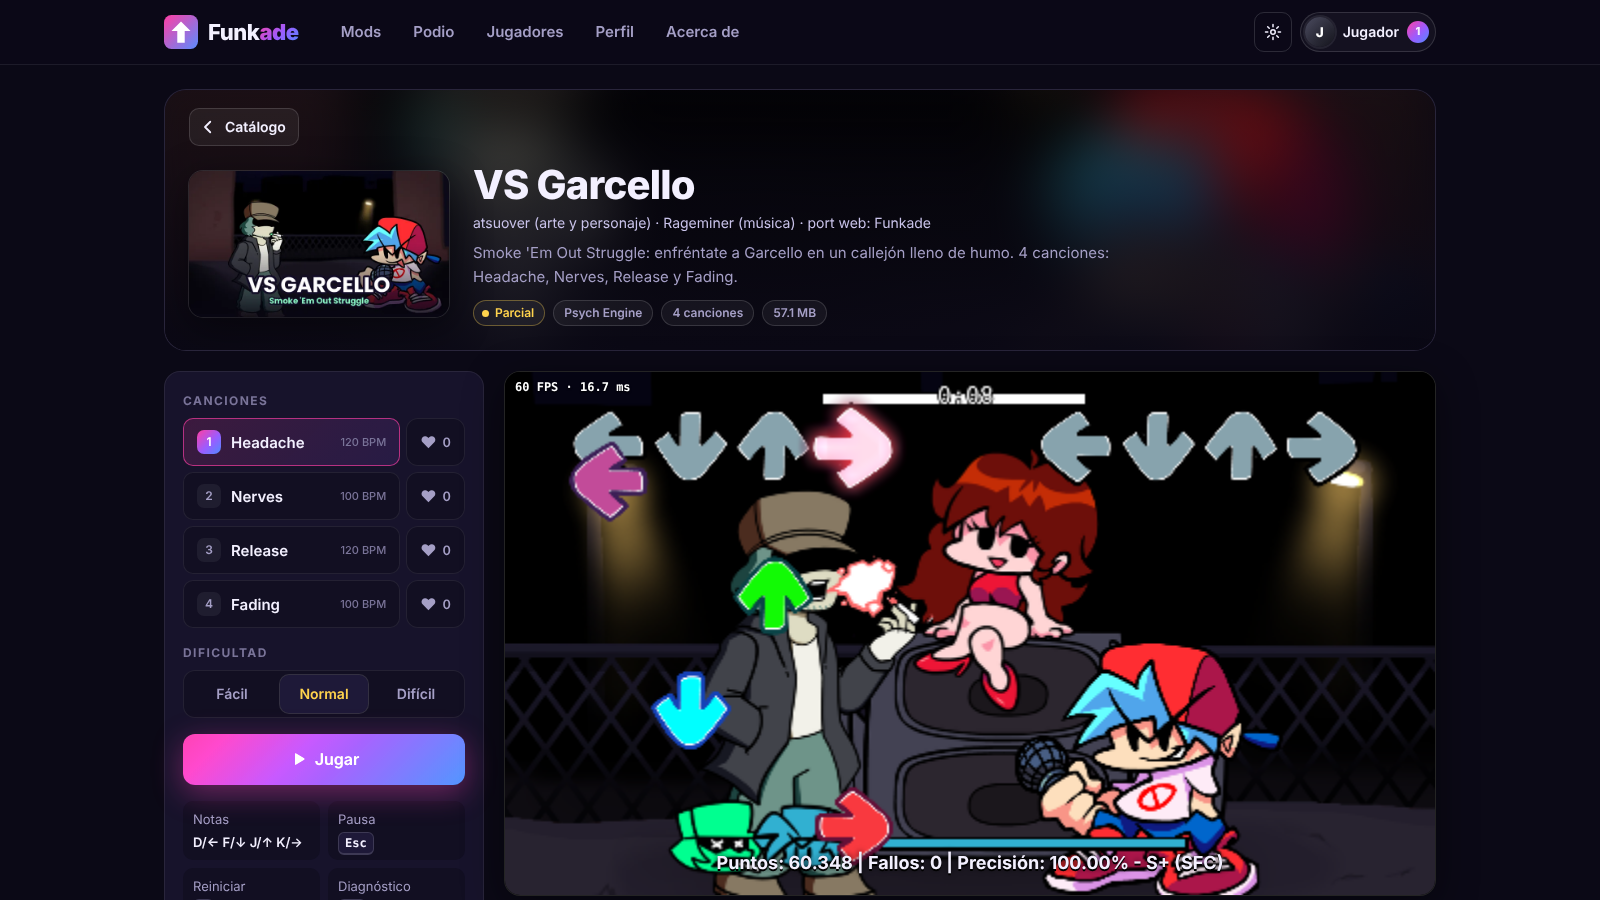 Funkade
Mods
Podio
Jugadores
Perfil
Acerca de
J
Jugador
1
Catálogo
VS GARCELLO
Smoke 'Em Out Struggle
VS Garcello
atsuover (arte y personaje) · Rageminer (música) · port web: Funkade
Smoke 'Em Out Struggle: enfréntate a Garcello en un callejón lleno de humo. 4 canciones:
Headache, Nerves, Release y Fading.
Parcial
Psych Engine
4 canciones
57.1 MB
CANCIONES
1 Headache 120 BPM 0
2 Nerves 100 BPM 0
3 Release 120 BPM 0
4 Fading 100 BPM 0
DIFICULTAD
Fácil
Normal
Difícil
Jugar
Notas
D/← F/↓ J/↑ K/→
Pausa
Esc
Reiniciar
Diagnóstico
60 FPS · 16.7 ms
0:08
Puntos: 60.348 | Fallos: 0 | Precisión: 100.00% - S+ (SFC)